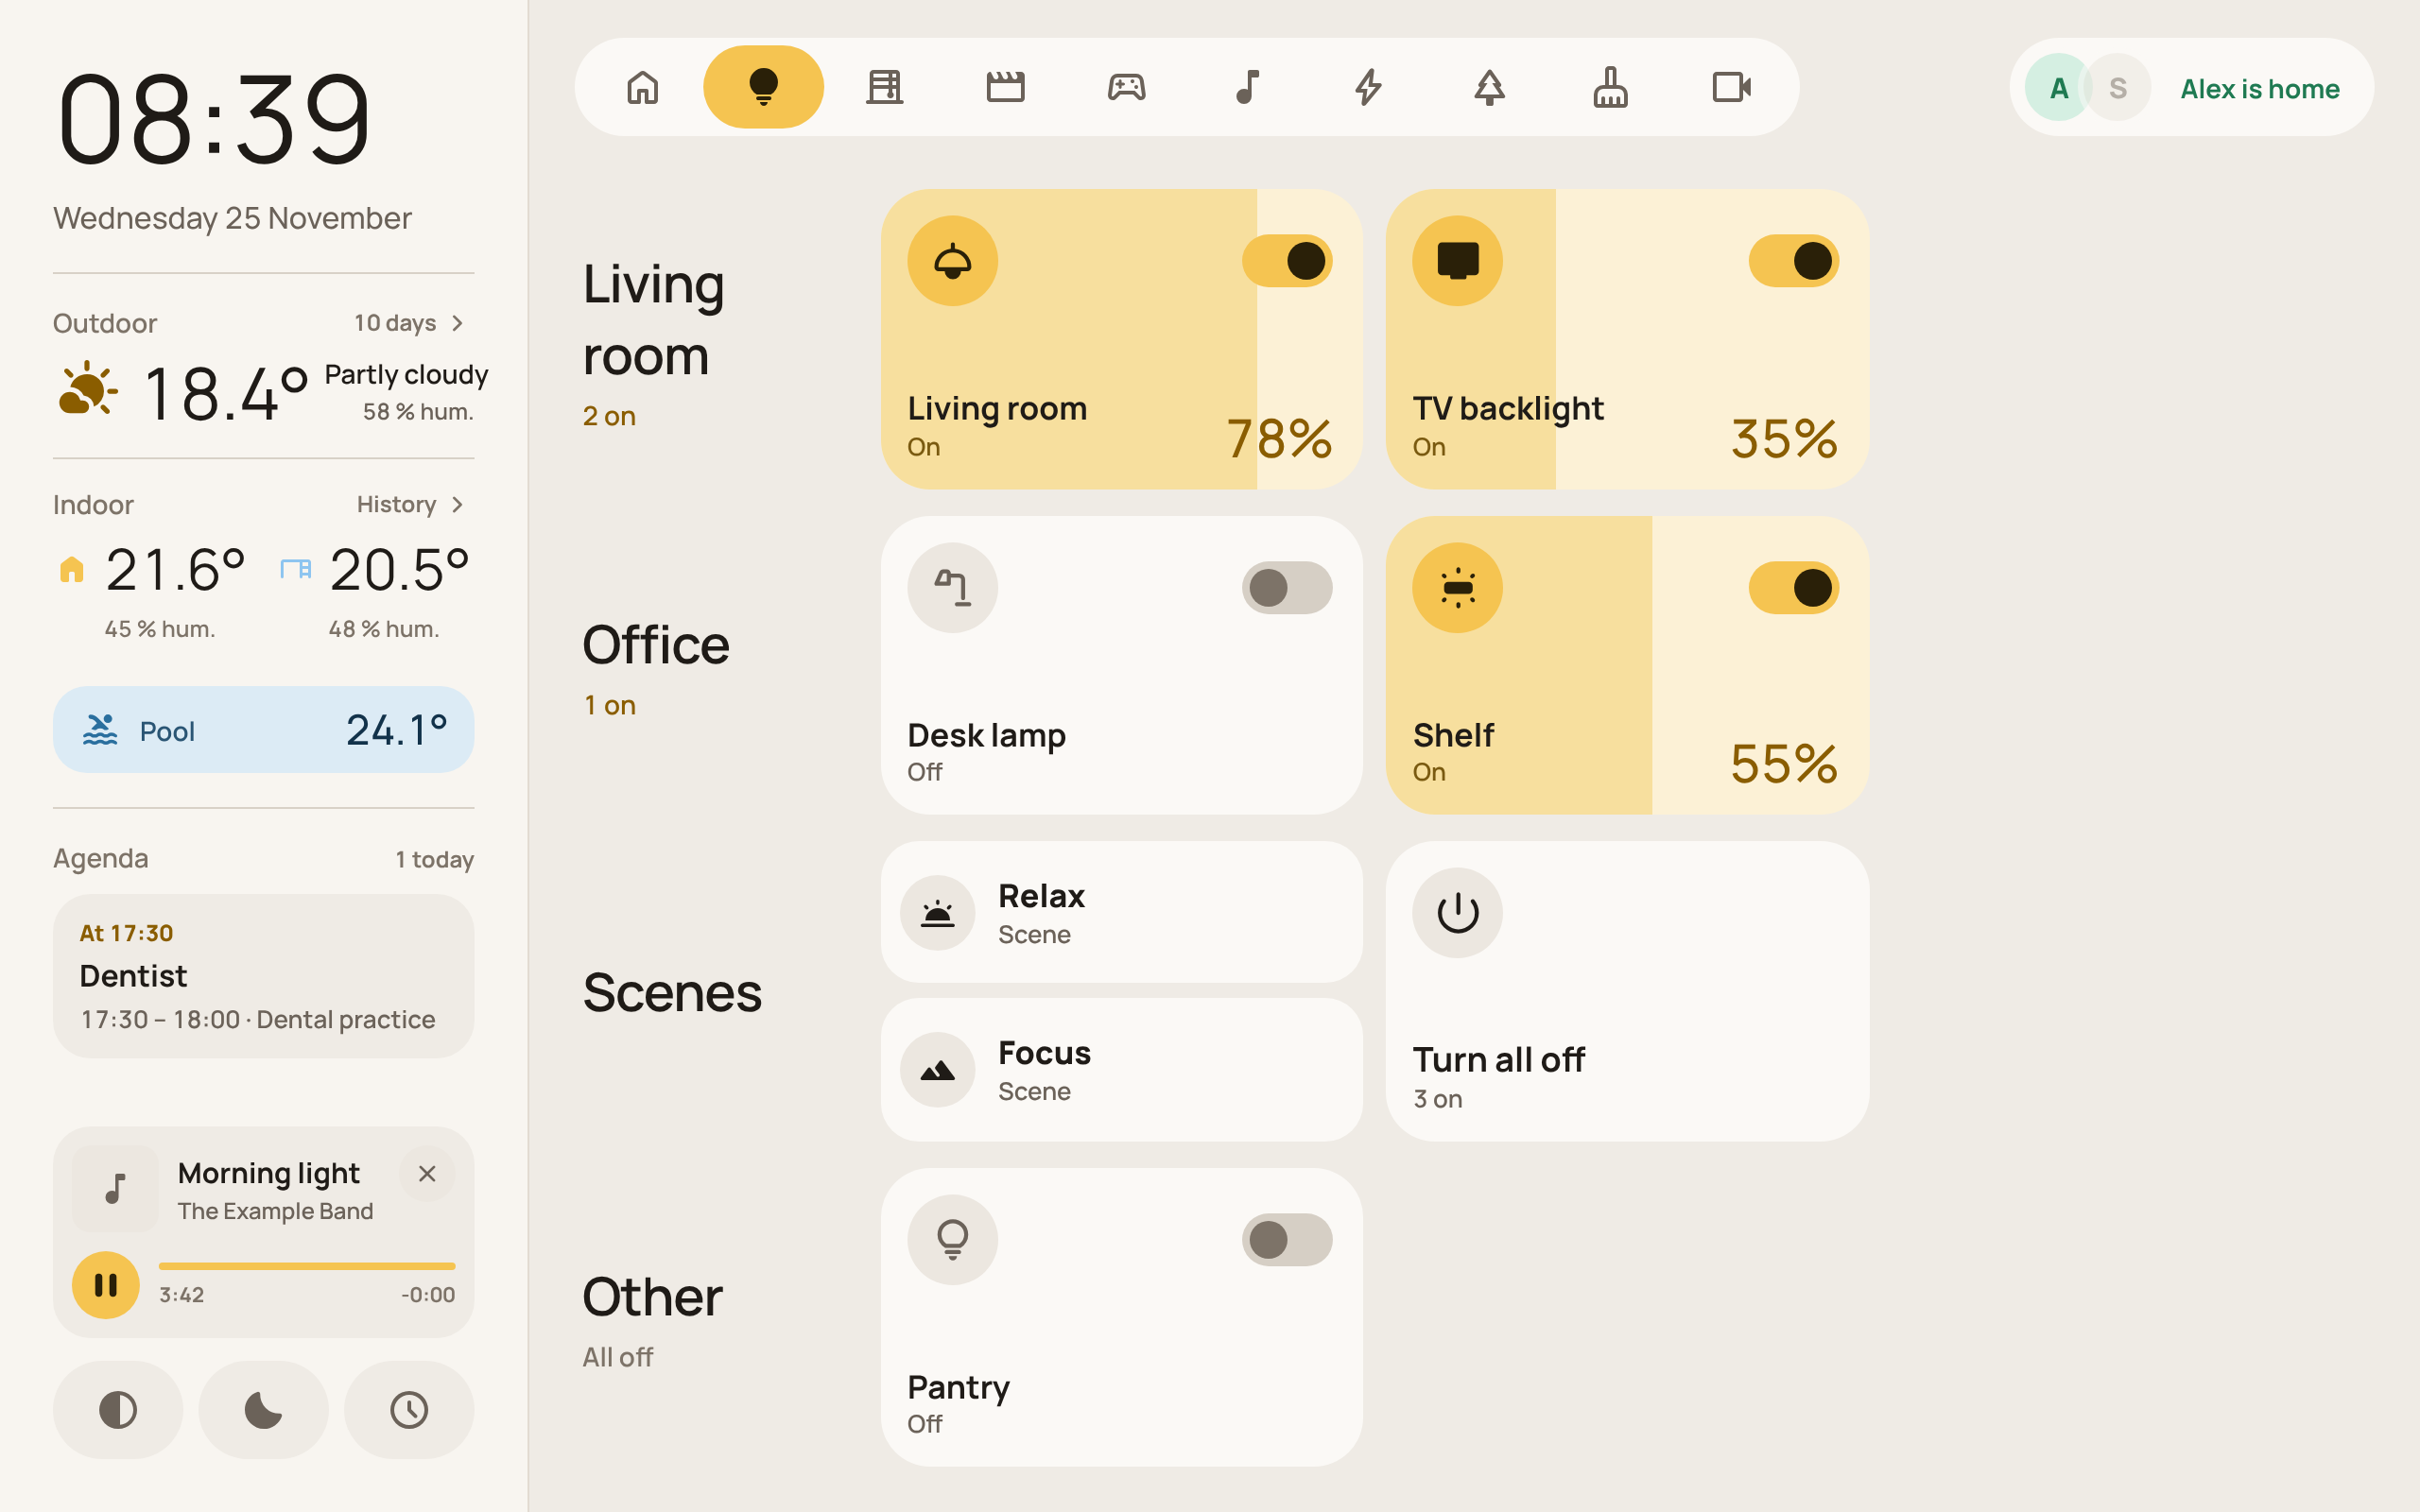 08:39
Wednesday 25 November
Outdoor
10 days
18.4°
Partly cloudy
58 % hum.
Indoor
History
21.6°
20.5°
45 % hum.
48 % hum.
Pool
24.1°
Agenda
1 today
At 17:30
Dentist
17:30 – 18:00 · Dental practice
Morning light
The Example Band
3:42
-0:00
A
S
Alex is home
Living
room
2 on
Living room
On
78%
TV backlight
On
35%
Office
1 on
Desk lamp
Off
Shelf
On
55%
Scenes
Relax
Scene
Focus
Scene
Turn all off
3 on
Other
All off
Pantry
Off